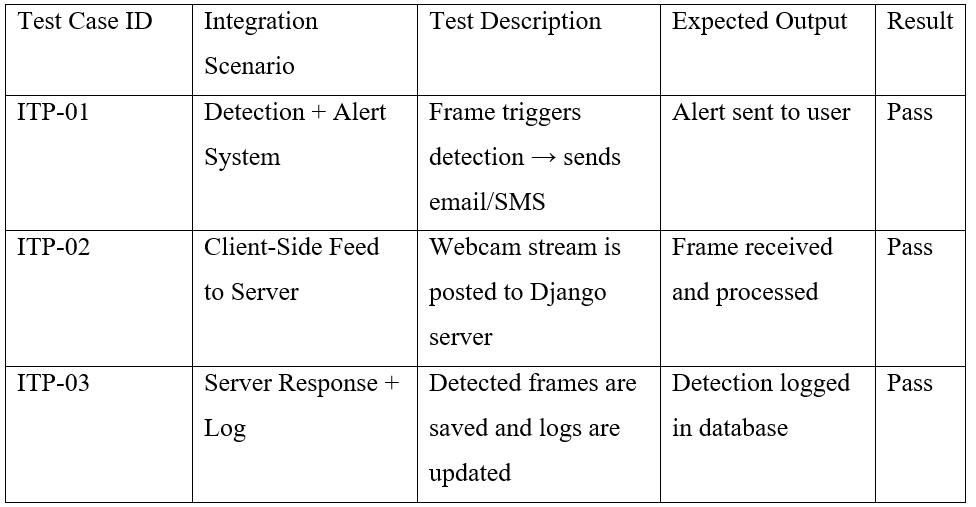 Test Case ID
Integration
Scenario
Test Description
Expected Output
Result
ITP-01
Detection + Alert
System
Frame triggers
detection → sends
email/SMS
Alert sent to user
Pass
ITP-02
Client-Side Feed
to Server
Webcam stream is
posted to Django
server
Frame received
and processed
Pass
ITP-03
Server Response +
Log
Detected frames are
saved and logs are
updated
Detection logged
in database
Pass